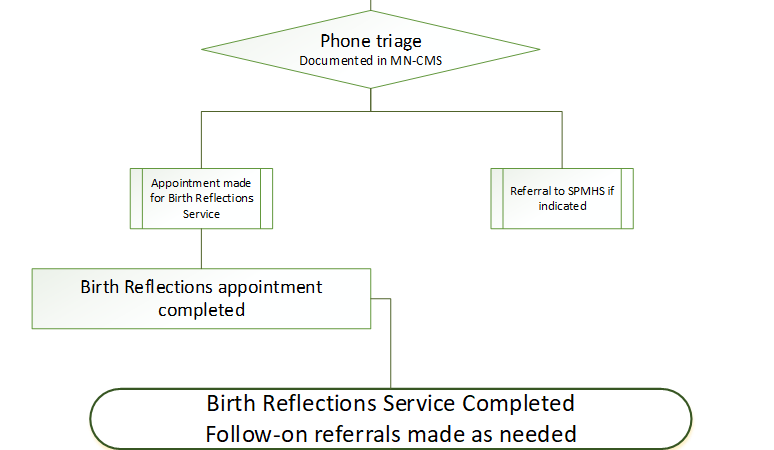 Phone triage
Documented in MN-CMS
Appointment made
for Birth Reflections
Service
Referral to SPMHS if
indicated
Birth Reflections appointment
completed
Birth Reflections Service Completed
Follow-on referrals made as needed